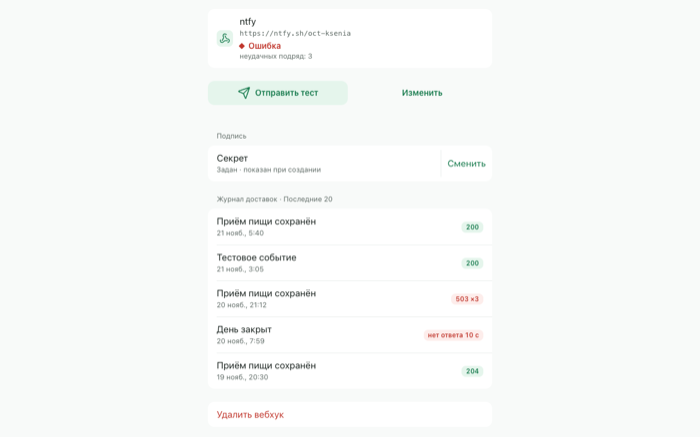 ntfy
https://ntfy.sh/oct-ksenia
Ошибка
неудачных подряд: 3
Отправить тест
Изменить
Подпись
Секрет
Задан · показан при создании
Сменить
Журнал доставок · Последние 20
Приём пищи сохранён
21 нояб., 5:40
200
Тестовое событие
21 нояб., 3:05
200
Приём пищи сохранён
20 нояб., 21:12
503 ×3
День закрыт
20 нояб., 7:59
нет ответа 10 с
Приём пищи сохранён
19 нояб., 20:30
204
Удалить вебхук